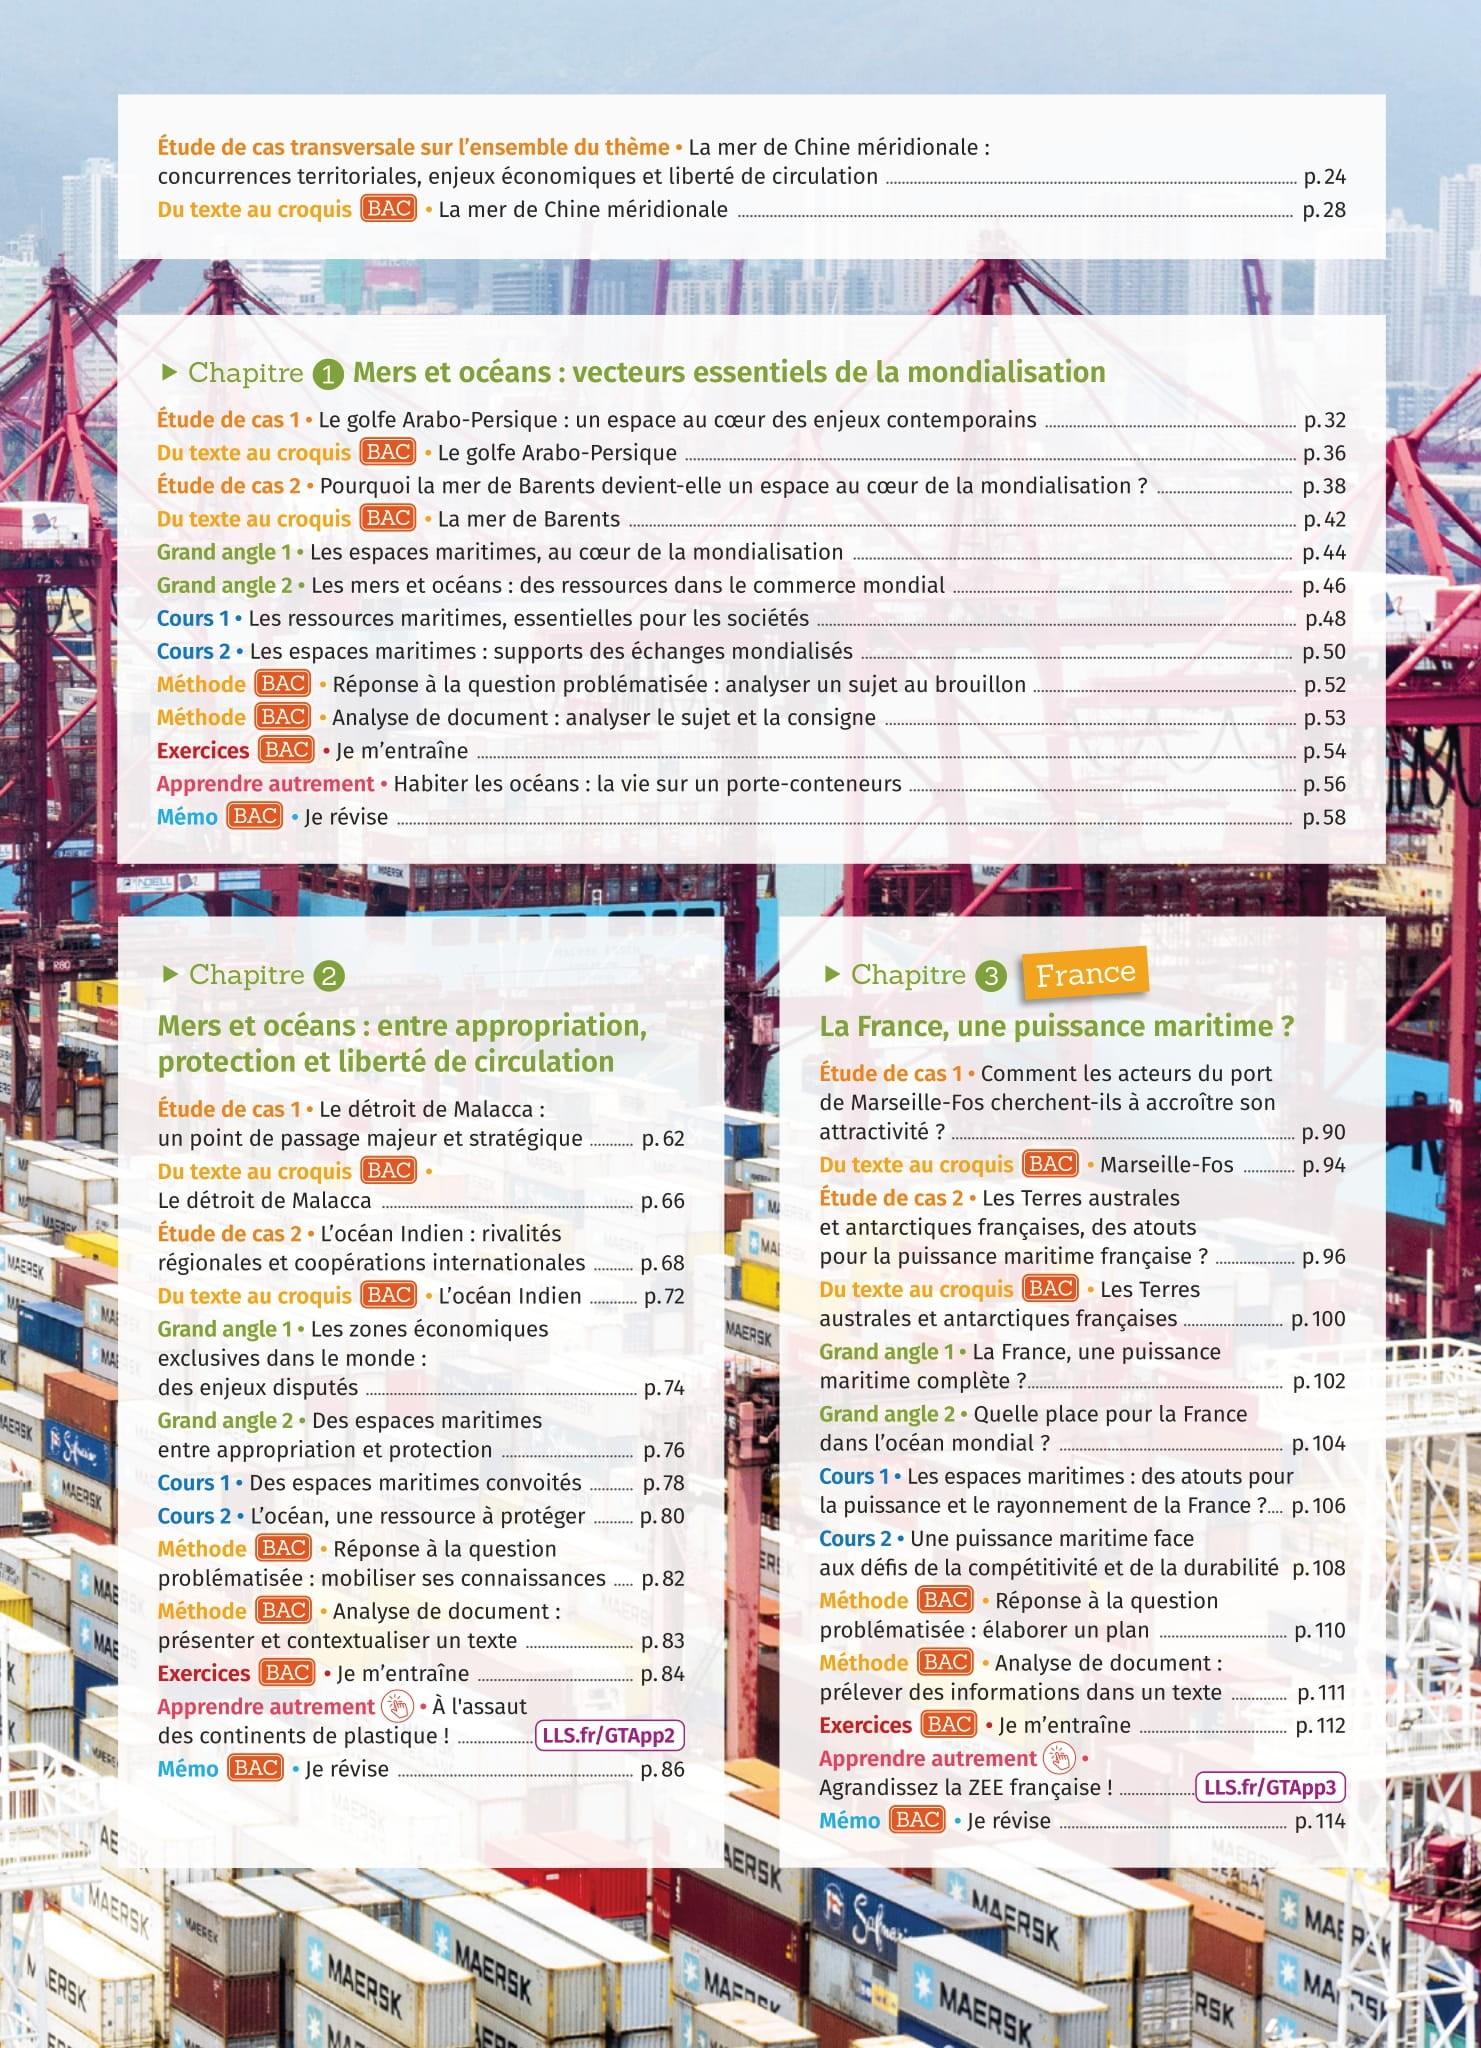 Étude de cas transversale sur l’ensemble du thème • La mer de Chine méridionale :
concurrences territoriales, enjeux économiques et liberté de circulation p. 24
Du texte au croquis BAC • La mer de Chine méridionale p. 28
Chapitre 1 Mers et océans : vecteurs essentiels de la mondialisation
Étude de cas 1 • Le golfe Arabo-Persique : un espace au cœur des enjeux contemporains p. 32
Du texte au croquis BAC • Le golfe Arabo-Persique p. 36
Étude de cas 2 • Pourquoi la mer de Barents devient-elle un espace au cœur de la mondialisation ? p. 38
Du texte au croquis BAC • La mer de Barents p. 42
Grand angle 1 • Les espaces maritimes, au cœur de la mondialisation p. 44
Grand angle 2 • Les mers et océans : des ressources dans le commerce mondial p. 46
Cours 1 • Les ressources maritimes, essentielles pour les sociétés p.48
Cours 2 • Les espaces maritimes : supports des échanges mondialisés p. 50
Méthode BAC • Réponse à la question problématisée : analyser un sujet au brouillon p. 52
Méthode BAC • Analyse de document : analyser le sujet et la consigne p. 53
Exercices BAC • Je m’entraîne p. 54
Apprendre autrement • Habiter les océans : la vie sur un porte-conteneurs p. 56
Mémo BAC • Je révise p. 58
Chapitre 2
Mers et océans : entre appropriation,
protection et liberté de circulation
Étude de cas 1 • Le détroit de Malacca :
un point de passage majeur et stratégique p. 62
Du texte au croquis BAC •
Le détroit de Malacca p. 66
Étude de cas 2 • L’océan Indien : rivalités
régionales et coopérations internationales p. 68
Du texte au croquis BAC • L’océan Indien p. 72
Grand angle 1 • Les zones économiques
exclusives dans le monde :
des enjeux disputés p. 74
Grand angle 2 • Des espaces maritimes
entre appropriation et protection p. 76
Cours 1 • Des espaces maritimes convoités p. 78
Cours 2 • L’océan, une ressource à protéger p. 80
Méthode BAC • Réponse à la question
problématisée : mobiliser ses connaissances p. 82
Méthode BAC • Analyse de document :
présenter et contextualiser un texte p. 83
Exercices BAC • Je m’entraîne p. 84
Apprendre autrement • À l'assaut
des continents de plastique ! LLS.fr/GTApp2
Mémo BAC • Je révise p. 86
Chapitre 3 France
La France, une puissance maritime ?
Étude de cas 1 • Comment les acteurs du port
de Marseille-Fos cherchent-ils à accroître son
attractivité ? p. 90
Du texte au croquis BAC • Marseille-Fos p. 94
Étude de cas 2 • Les Terres australes
et antarctiques françaises, des atouts
pour la puissance maritime française ? p. 96
Du texte au croquis BAC • Les Terres
australes et antarctiques françaises p. 100
Grand angle 1 • La France, une puissance
maritime complète ? p. 102
Grand angle 2 • Quelle place pour la France
dans l’océan mondial ? p. 104
Cours 1 • Les espaces maritimes : des atouts pour
la puissance et le rayonnement de la France ? p. 106
Cours 2 • Une puissance maritime face
aux défis de la compétitivité et de la durabilité p. 108
Méthode BAC • Réponse à la question
problématisée : élaborer un plan p. 110
Méthode BAC • Analyse de document :
prélever des informations dans un texte p. 111
Exercices BAC • Je m’entraîne p. 112
Apprendre autrement •
Agrandissez la ZEE française ! LLS.fr/GTApp3
Mémo BAC • Je révise p. 114
72
R80
70
MAERSK
MAERSK
MAERSK
MAERSK
MAERSK
MAERSK
Safmarine